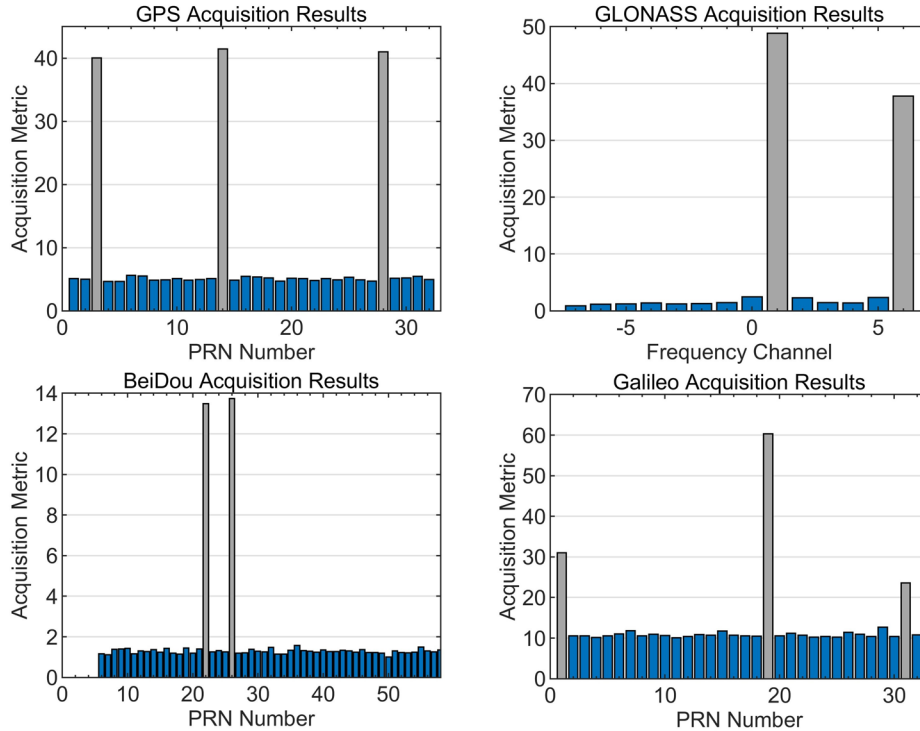 GPS Acquisition Results
40
30
20
10
0
0 10 20 30
Acquisition Metric
PRN Number
GLONASS Acquisition Results
50
40
30
20
10
0
-5 0 5
Acquisition Metric
Frequency Channel
BeiDou Acquisition Results
14
12
10
8
6
4
2
0
0 10 20 30 40 50
Acquisition Metric
PRN Number
Galileo Acquisition Results
70
60
50
40
30
20
10
0
0 10 20 30
Acquisition Metric
PRN Number